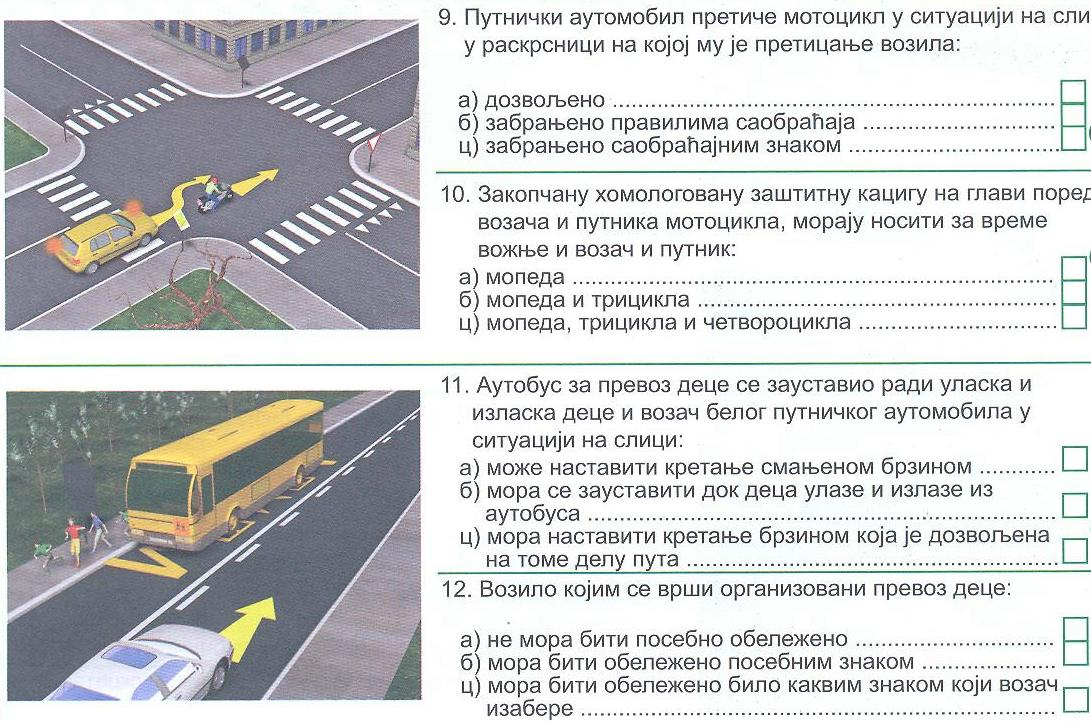 9. Путнички аутомобил претиче мотоцикл у ситуацији на сли
у раскрсници на којој му је претицање возила:
а) дозвољено ........................................................................
б) забрањено правилима саобраћаја ................................
ц) забрањено саобраћајним знаком ..................................
10. Закопчану хомологовану заштитну кацигу на глави поред
возача и путника мотоцикла, морају носити за време
вожње и возач и путник:
а) мопеда ..............................................................................
б) мопеда и трицикла ..........................................................
ц) мопеда, трицикла и четвороцикла ................................
11. Аутобус за превоз деце се зауставио ради уласка и
изласка деце и возач белог путничког аутомобила у
ситуацији на слици:
а) може наставити кретање смањеном брзином ............
б) мора се зауставити док деца улазе и излазе из
аутобуса ..............................................................................
ц) мора наставити кретање брзином која је дозвољена
на томе делу пута ............................................................
12. Возило којим се врши организовани превоз деце:
а) не мора бити посебно обележено ................................
б) мора бити обележено посебним знаком .....................
ц) мора бити обележено било каквим знаком који возач
изабере ..............................................................................